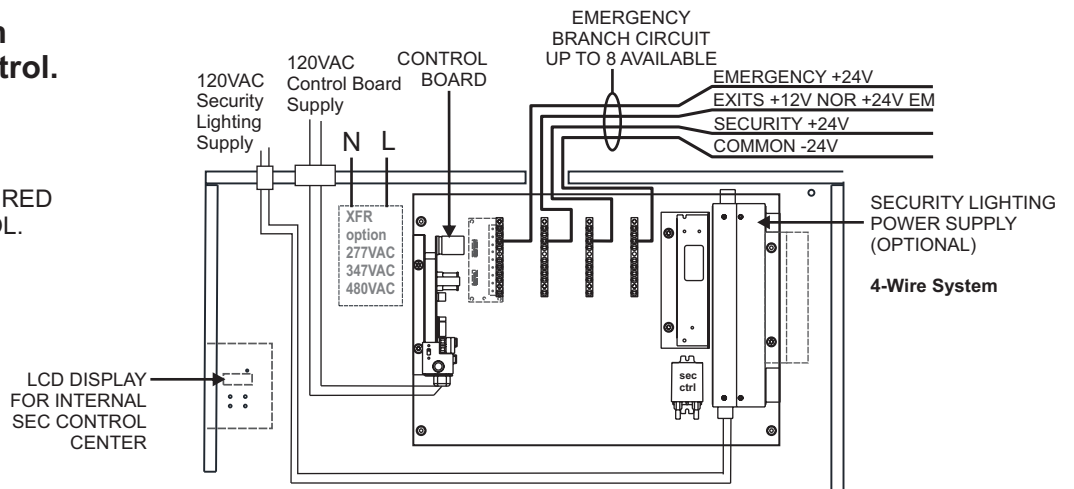 trol.
RED
120VAC
Security
Lighting
Supply
120VAC
Control Board
Supply
CONTROL
BOARD
EMERGENCY
BRANCH CIRCUIT
UP TO 8 AVAILABLE
EMERGENCY +24V
EXITS +12V NOR +24V EM
SECURITY +24V
COMMON -24V
N L
XFR
option
277VAC
347VAC
480VAC
SECURITY LIGHTING
POWER SUPPLY
(OPTIONAL)
4-Wire System
sec
ctrl
LCD DISPLAY
FOR INTERNAL
SEC CONTROL
CENTER